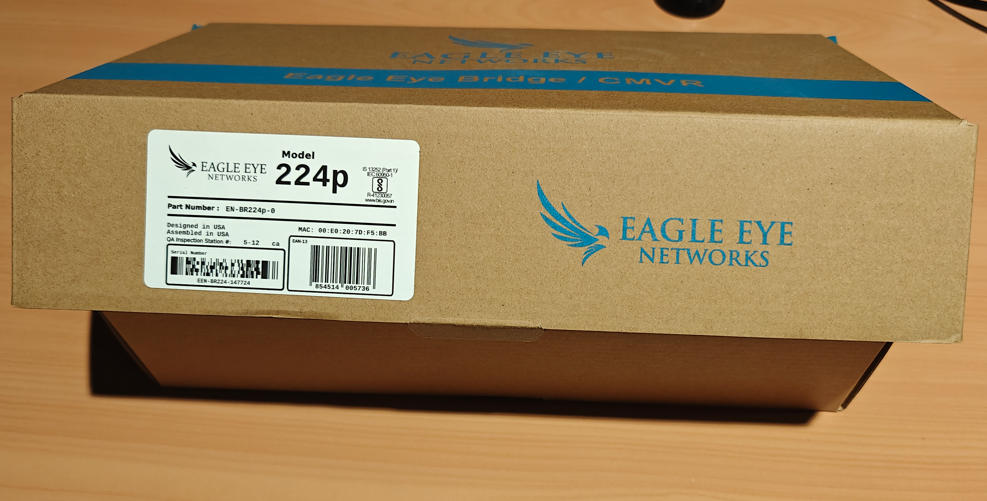 EAGLE EYE
NETWORKS
Eagle Eye Bridge / CMVR
EAGLE EYE
NETWORKS
Model
224p
IS 13252 (Part 1)/
IEC 60950-1
R-41230057
www.bis.gov.in
Part Number : EN-BR224p-0
Designed in USA
Assembled in USA
QA Inspection Station #: 5-12 ca
MAC: 00:E0:20:7D:F5:BB
Serial Number
EEN-BR224-147724
EAN-13
854514 005736
EAGLE EYE
NETWORKS